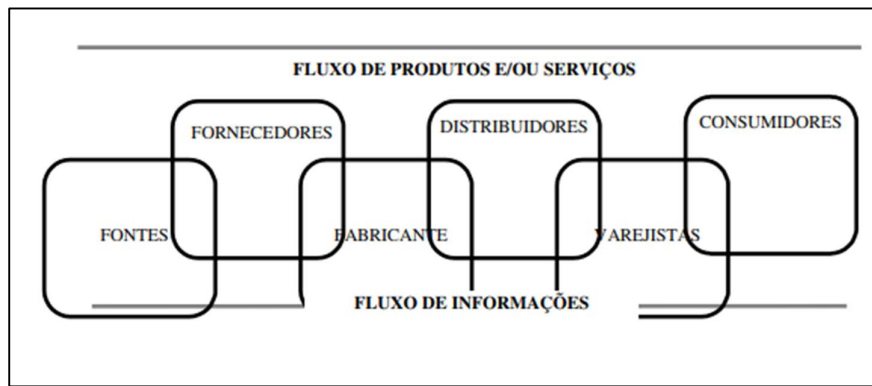 FLUXO DE PRODUTOS E/OU SERVIÇOS
FORNECEDORES
DISTRIBUIDORES
CONSUMIDORES
FONTES
FABRICANTE
VAREJISTAS
FLUXO DE INFORMAÇÕES